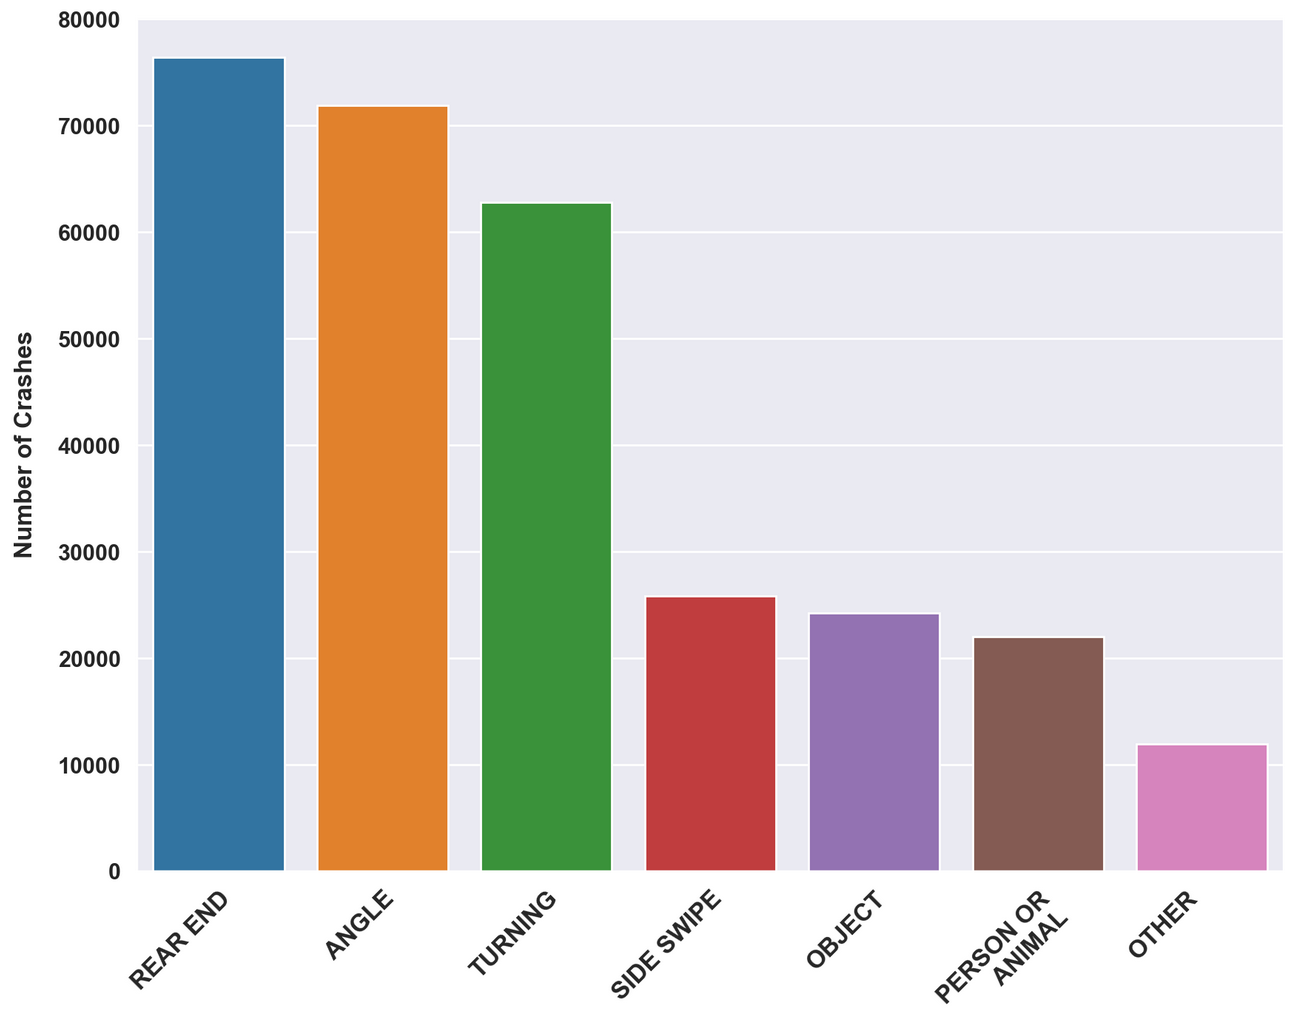 80000
70000
60000
50000
40000
30000
20000
10000
0
Number of Crashes
REAR END
ANGLE
TURNING
SIDE SWIPE
OBJECT
PERSON OR
ANIMAL
OTHER